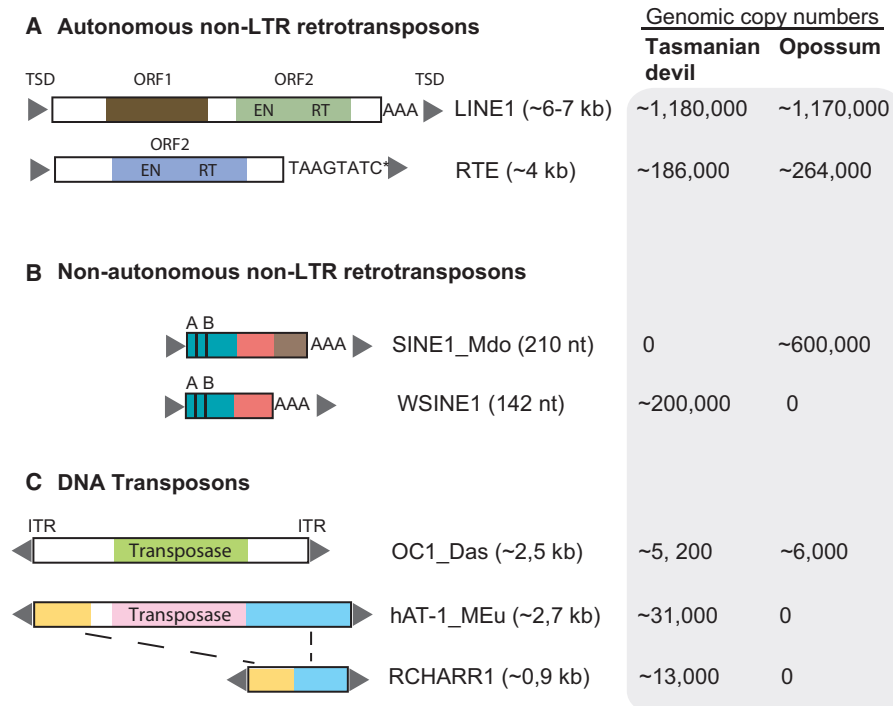 Genomic copy numbers
A Autonomous non-LTR retrotransposons
Tasmanian devil Opossum
TSD ORF1 ORF2 TSD
EN RT AAA LINE1 (~6-7 kb) ~1,180,000 ~1,170,000
ORF2
EN RT TAAGTATC* RTE (~4 kb) ~186,000 ~264,000
B Non-autonomous non-LTR retrotransposons
A B
AAA SINE1_Mdo (210 nt) 0 ~600,000
A B
AAA WSINE1 (142 nt) ~200,000 0
C DNA Transposons
ITR ITR
Transposase OC1_Das (~2,5 kb) ~5, 200 ~6,000
Transposase hAT-1_MEu (~2,7 kb) ~31,000 0
RCHARR1 (~0,9 kb) ~13,000 0